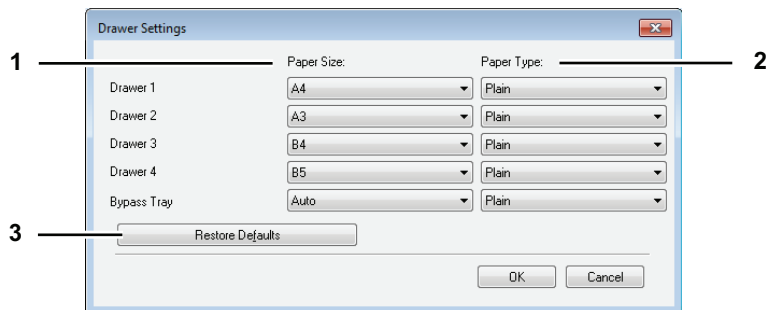 Drawer Settings
1 Paper Size: Paper Type: 2
Drawer 1 A4 Plain
Drawer 2 A3 Plain
Drawer 3 B4 Plain
Drawer 4 B5 Plain
Bypass Tray Auto Plain
3 Restore Defaults
OK Cancel